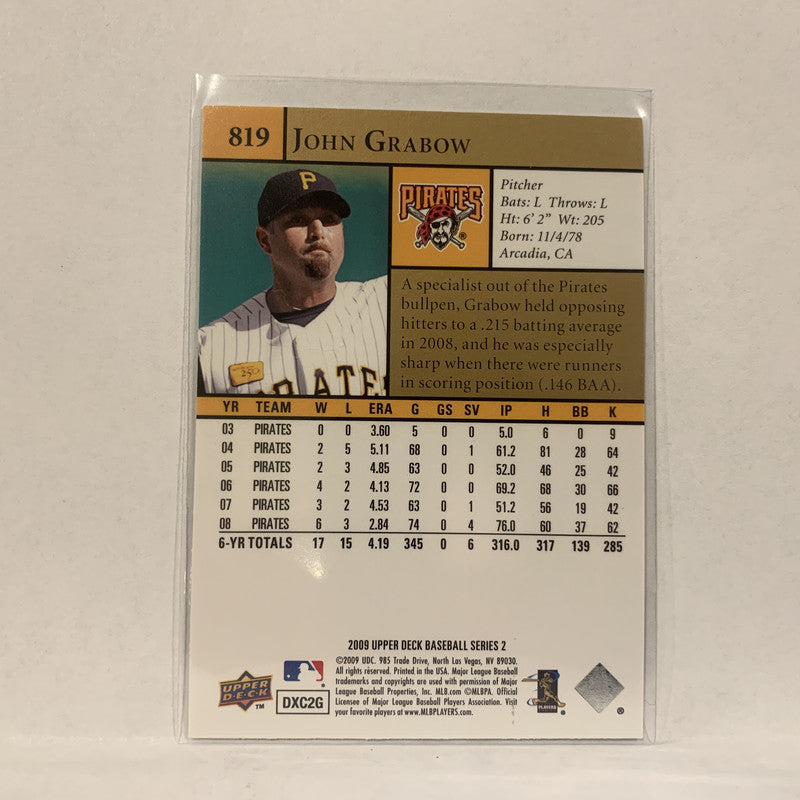 819 JOHN GRABOW
P
PIRATES ®
Pitcher
Bats: L Throws: L
Ht: 6' 2" Wt: 205
Born: 11/4/78
Arcadia, CA
A specialist out of the Pirates
bullpen, Grabow held opposing
hitters to a .215 batting average
in 2008, and he was especially
sharp when there were runners
in scoring position (.146 BAA).
YR TEAM W L ERA G GS SV IP H BB K
03 PIRATES 0 0 3.60 5 0 0 5.0 6 0 9
04 PIRATES 2 5 5.11 68 0 1 61.2 81 28 64
05 PIRATES 2 3 4.85 63 0 0 52.0 46 25 42
06 PIRATES 4 2 4.13 72 0 0 69.2 68 30 66
07 PIRATES 3 2 4.53 63 0 1 51.2 56 19 42
08 PIRATES 6 3 2.84 74 0 4 76.0 60 37 62
6-YR TOTALS 17 15 4.19 345 0 6 316.0 317 139 285
2009 UPPER DECK BASEBALL SERIES 2
©2009 UDC. 985 Trade Drive, North Las Vegas, NV 89030.
All rights reserved. Printed in the USA. Major League Baseball
trademarks and copyrights are used with permission of Major
League Baseball Properties, Inc. MLB.com ©MLBPA. Official
Licensee of Major League Baseball Players Association. Visit
your favorite players at www.MLBPLAYERS.com.
UPPER DECK ™
DXC2G
PLAYERS
®